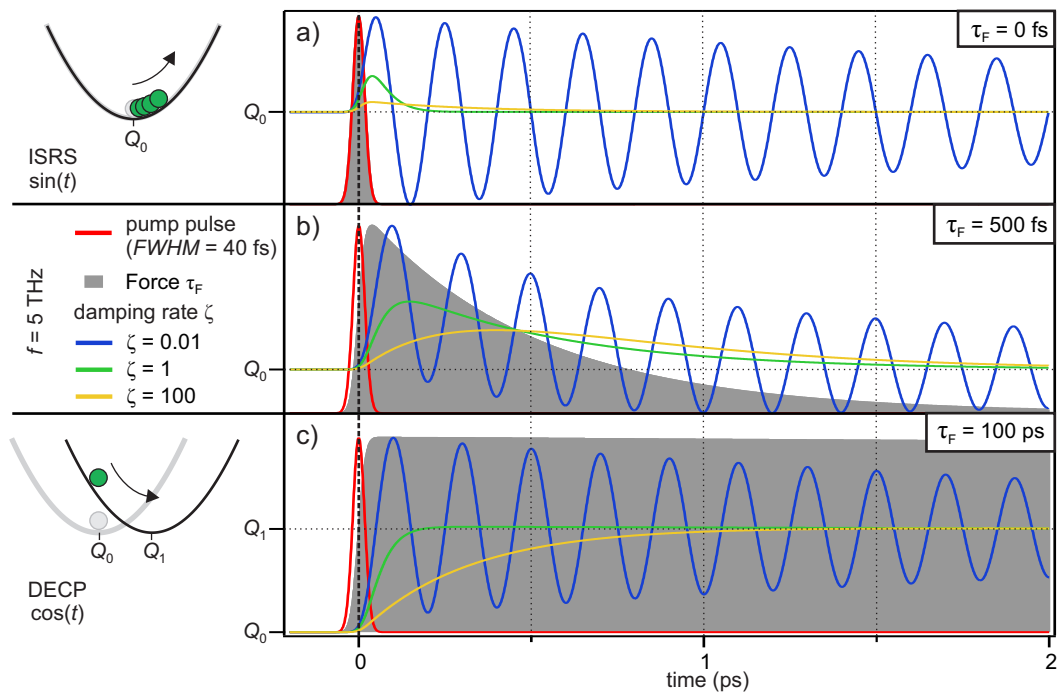 a)
τF = 0 fs
Q0
Q0
ISRS
sin(t)
b)
τF = 500 fs
f = 5 THz
pump pulse
(FWHM = 40 fs)
Force τF
damping rate ζ
ζ = 0.01
ζ = 1
ζ = 100
Q0
c)
τF = 100 ps
Q1
Q0 Q1
DECP
cos(t)
Q0
0 1 2
time (ps)